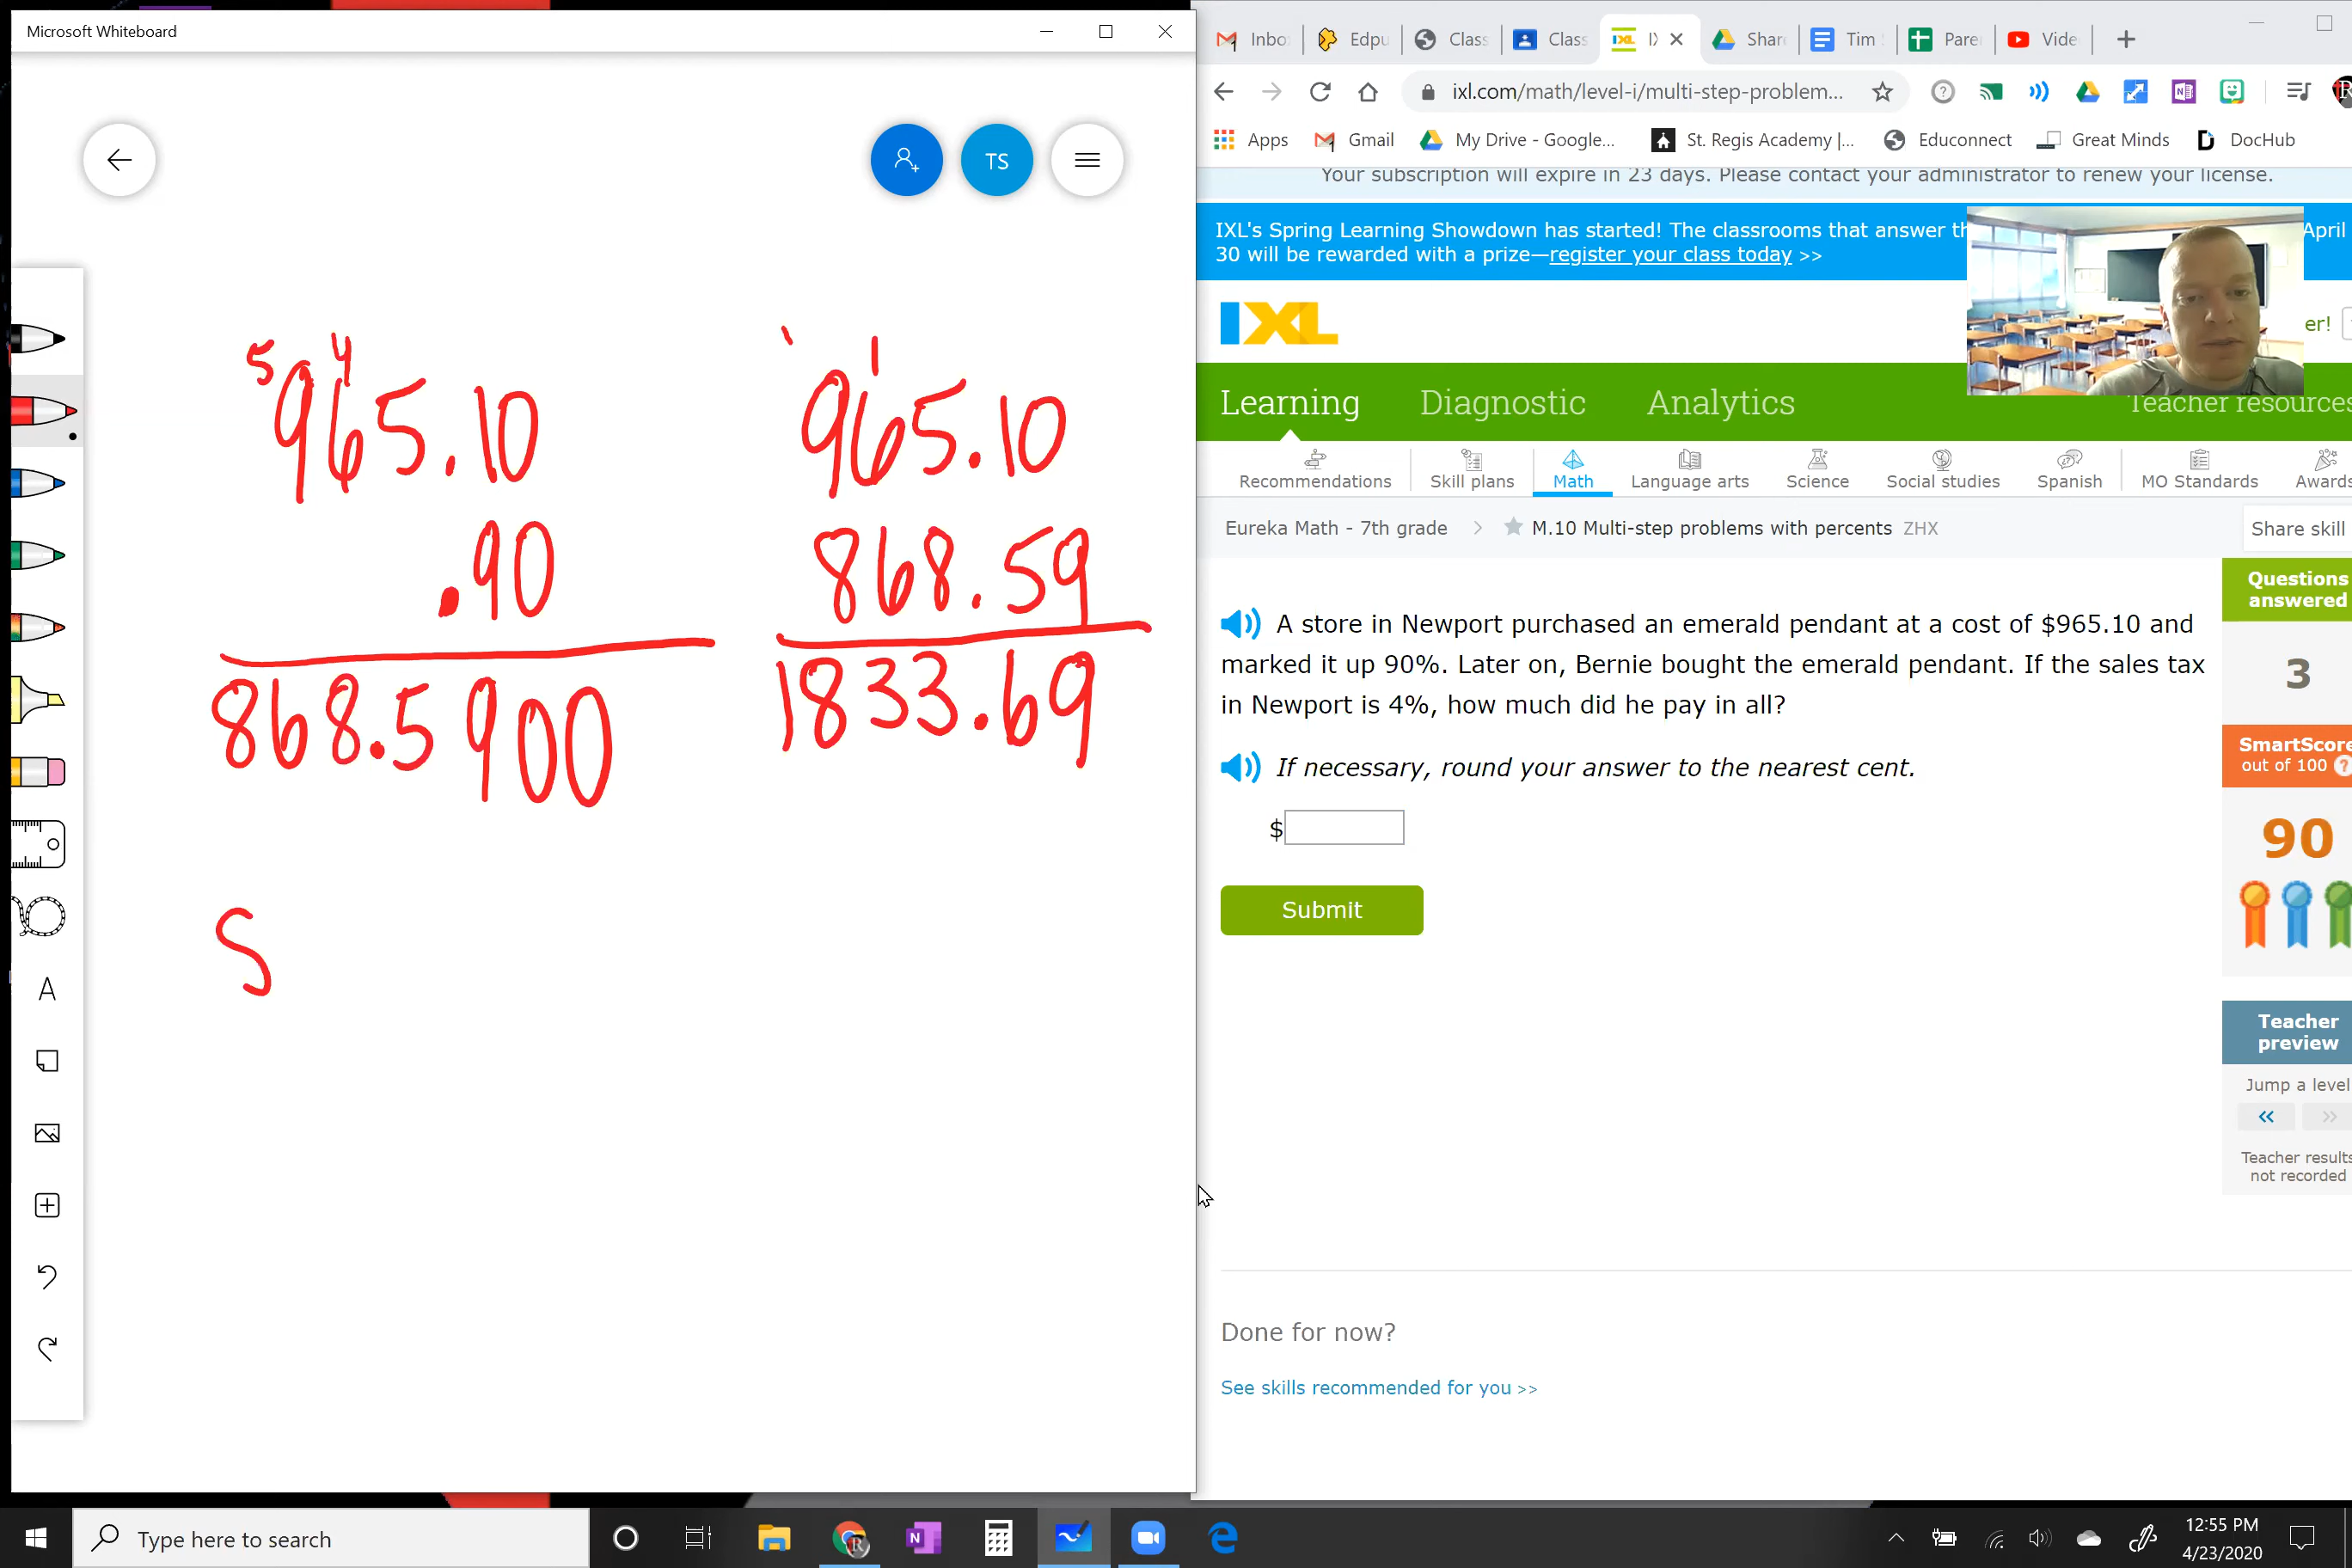 Microsoft Whiteboard
TS
5 4
965.10
.90
868.5900
1
965.10
868.59
1833.69
S
A
Inbo
Edpu
Class
Class
IXL
Share
Tim
Pare
Vide
ixl.com/math/level-i/multi-step-problem...
Apps
Gmail
My Drive - Google...
St. Regis Academy |...
Educonnect
Great Minds
DocHub
Your subscription will expire in 23 days. Please contact your administrator to renew your license.
IXL's Spring Learning Showdown has started! The classrooms that answer th
April
30 will be rewarded with a prize—register your class today >>
IXL
er!
Learning
Diagnostic
Analytics
Teacher resources
Recommendations
Skill plans
Math
Language arts
Science
Social studies
Spanish
MO Standards
Awards
Eureka Math - 7th grade > M.10 Multi-step problems with percents ZHX
Share skill
A store in Newport purchased an emerald pendant at a cost of $965.10 and
marked it up 90%. Later on, Bernie bought the emerald pendant. If the sales tax
in Newport is 4%, how much did he pay in all?
If necessary, round your answer to the nearest cent.
$
Submit
Questions
answered
3
SmartScore
out of 100 ?
90
Teacher
preview
Jump a level
« »
Teacher results
not recorded
Done for now?
See skills recommended for you >>
Type here to search
12:55 PM
4/23/2020